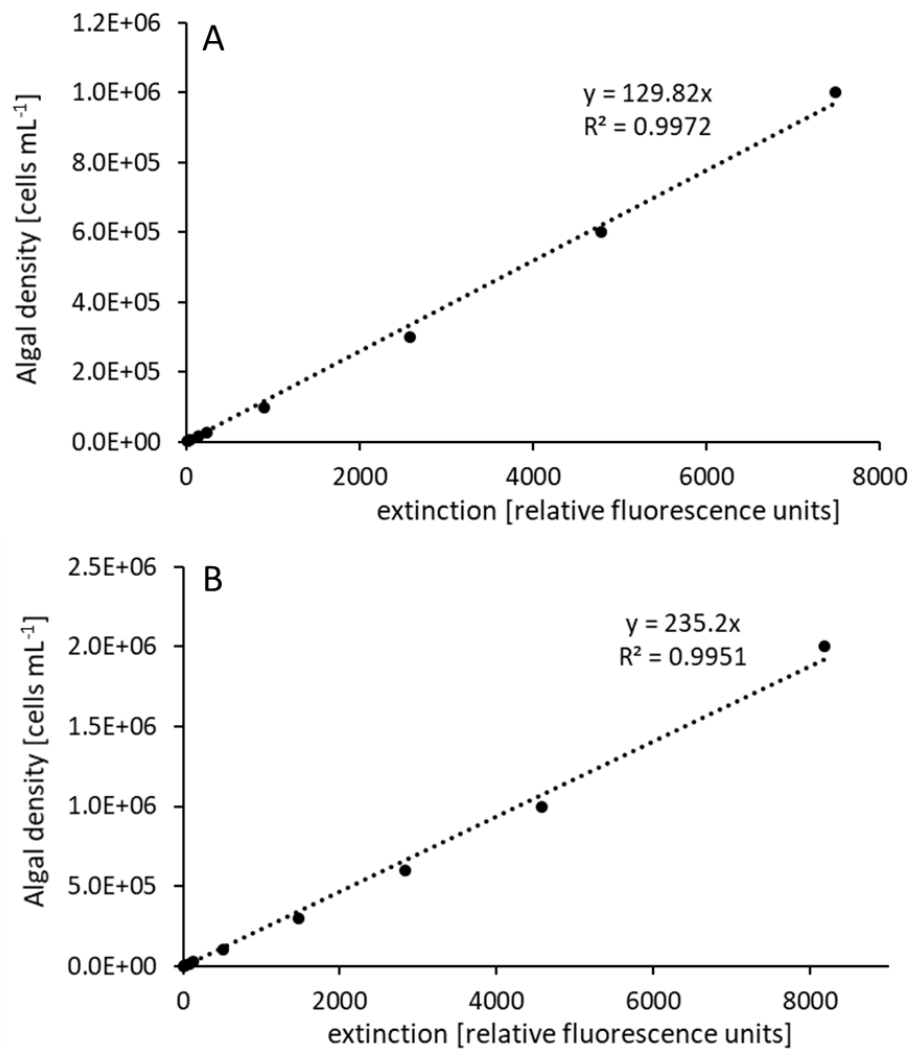 A
1.2E+06
1.0E+06
8.0E+05
6.0E+05
4.0E+05
2.0E+05
0.0E+00
Algal density [cells mL⁻¹]
y = 129.82x
R² = 0.9972
0 2000 4000 6000 8000
extinction [relative fluorescence units]
B
2.5E+06
2.0E+06
1.5E+06
1.0E+06
5.0E+05
0.0E+00
Algal density [cells mL⁻¹]
y = 235.2x
R² = 0.9951
0 2000 4000 6000 8000
extinction [relative fluorescence units]